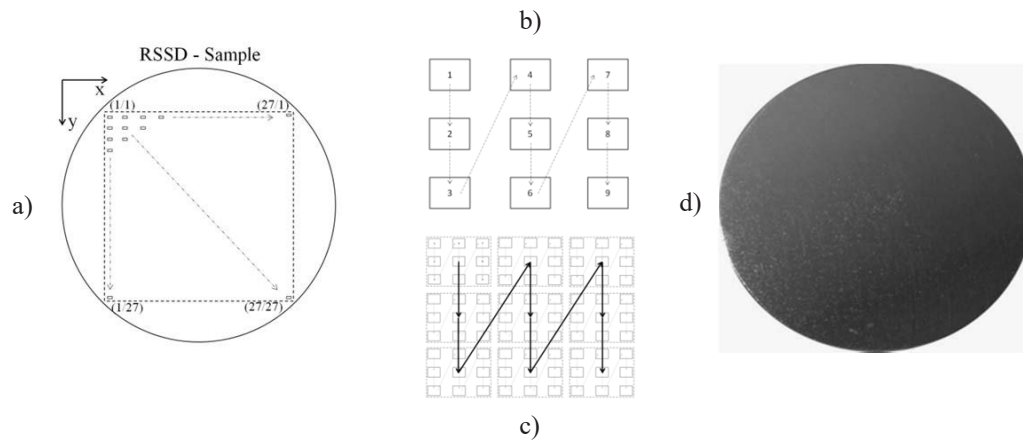 b)
RSSD - Sample
x
y
(1/1)
(27/1)
(1/27)
(27/27)
a)
1
4
7
2
5
8
3
6
9
d)
c)